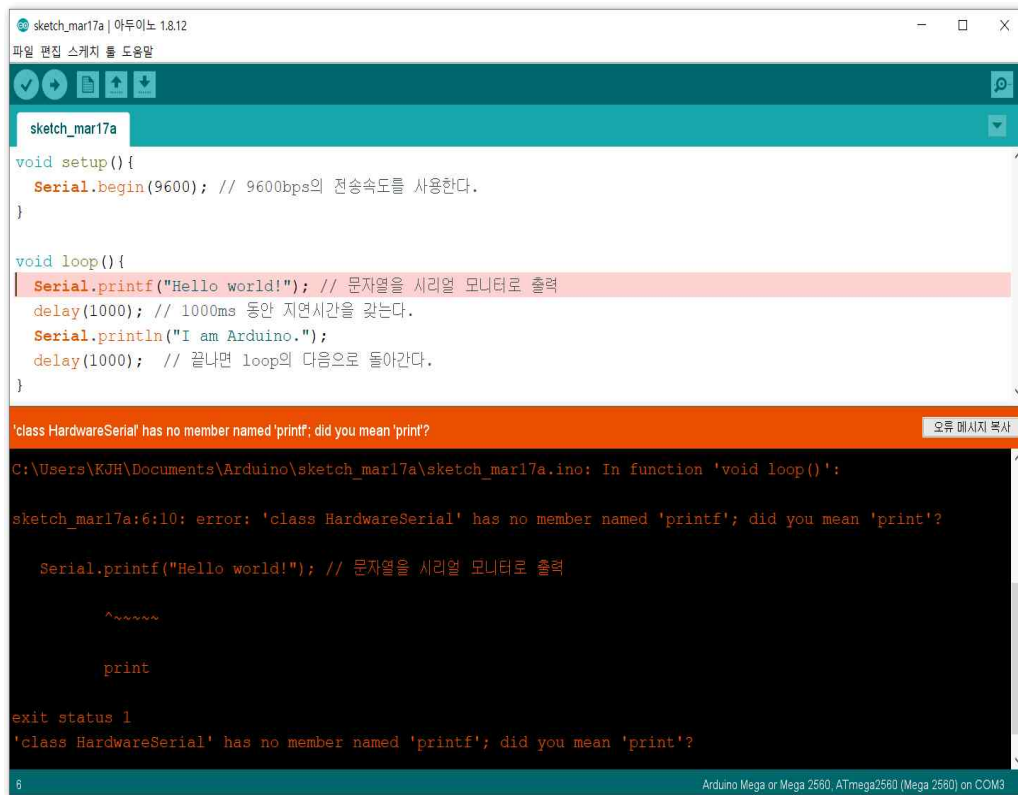 sketch_mar17a | 아두이노 1.8.12
파일 편집 스케치 툴 도움말
sketch_mar17a
void setup(){
  Serial.begin(9600); // 9600bps의 전송속도를 사용한다.
}
void loop(){
  Serial.printf("Hello world!"); // 문자열을 시리얼 모니터로 출력
  delay(1000); // 1000ms 동안 지연시간을 갖는다.
  Serial.println("I am Arduino.");
  delay(1000);  // 끝나면 loop의 다음으로 돌아간다.
}
'class HardwareSerial' has no member named 'printf'; did you mean 'print'?
오류 메시지 복사
C:\Users\KJH\Documents\Arduino\sketch_mar17a\sketch_mar17a.ino: In function 'void loop()':
sketch_mar17a:6:10: error: 'class HardwareSerial' has no member named 'printf'; did you mean 'print'?
   Serial.printf("Hello world!"); // 문자열을 시리얼 모니터로 출력
          ^~~~~~
          print
exit status 1
'class HardwareSerial' has no member named 'printf'; did you mean 'print'?
6
Arduino Mega or Mega 2560, ATmega2560 (Mega 2560) on COM3